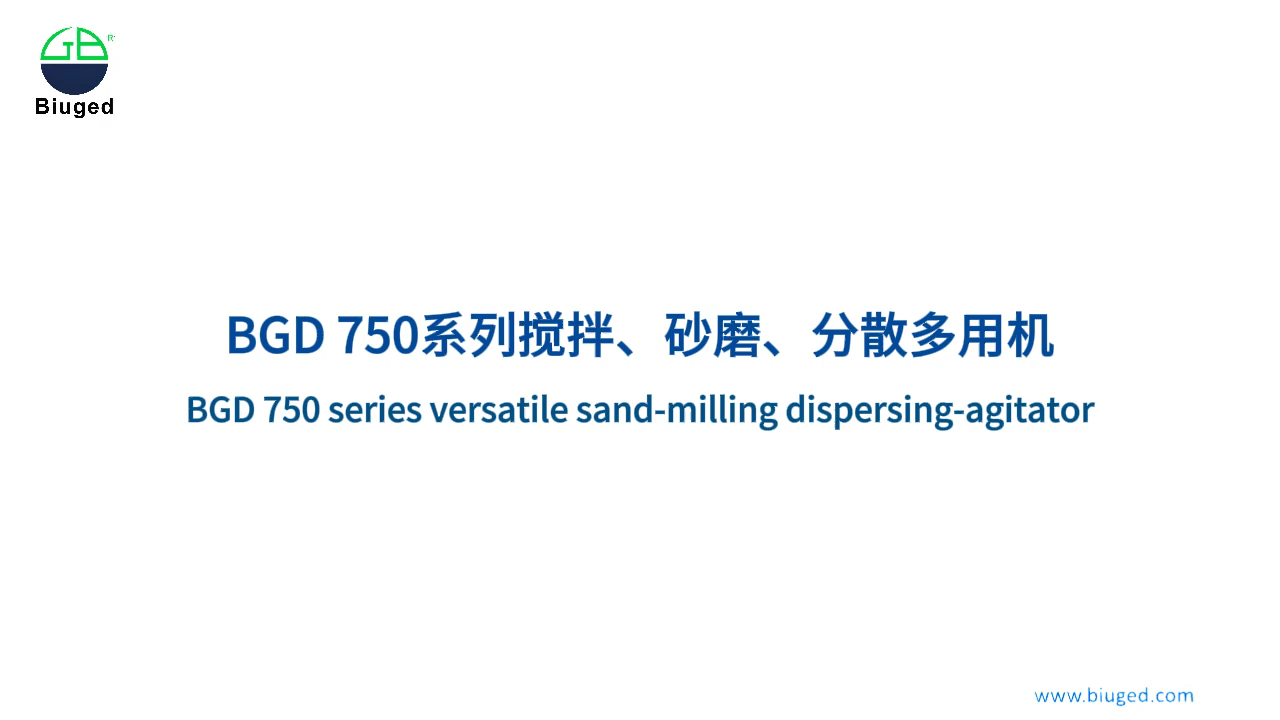 GB R
Biuged
BGD 750系列搅拌、砂磨、分散多用机
BGD 750 series versatile sand-milling dispersing-agitator
www.biuged.com